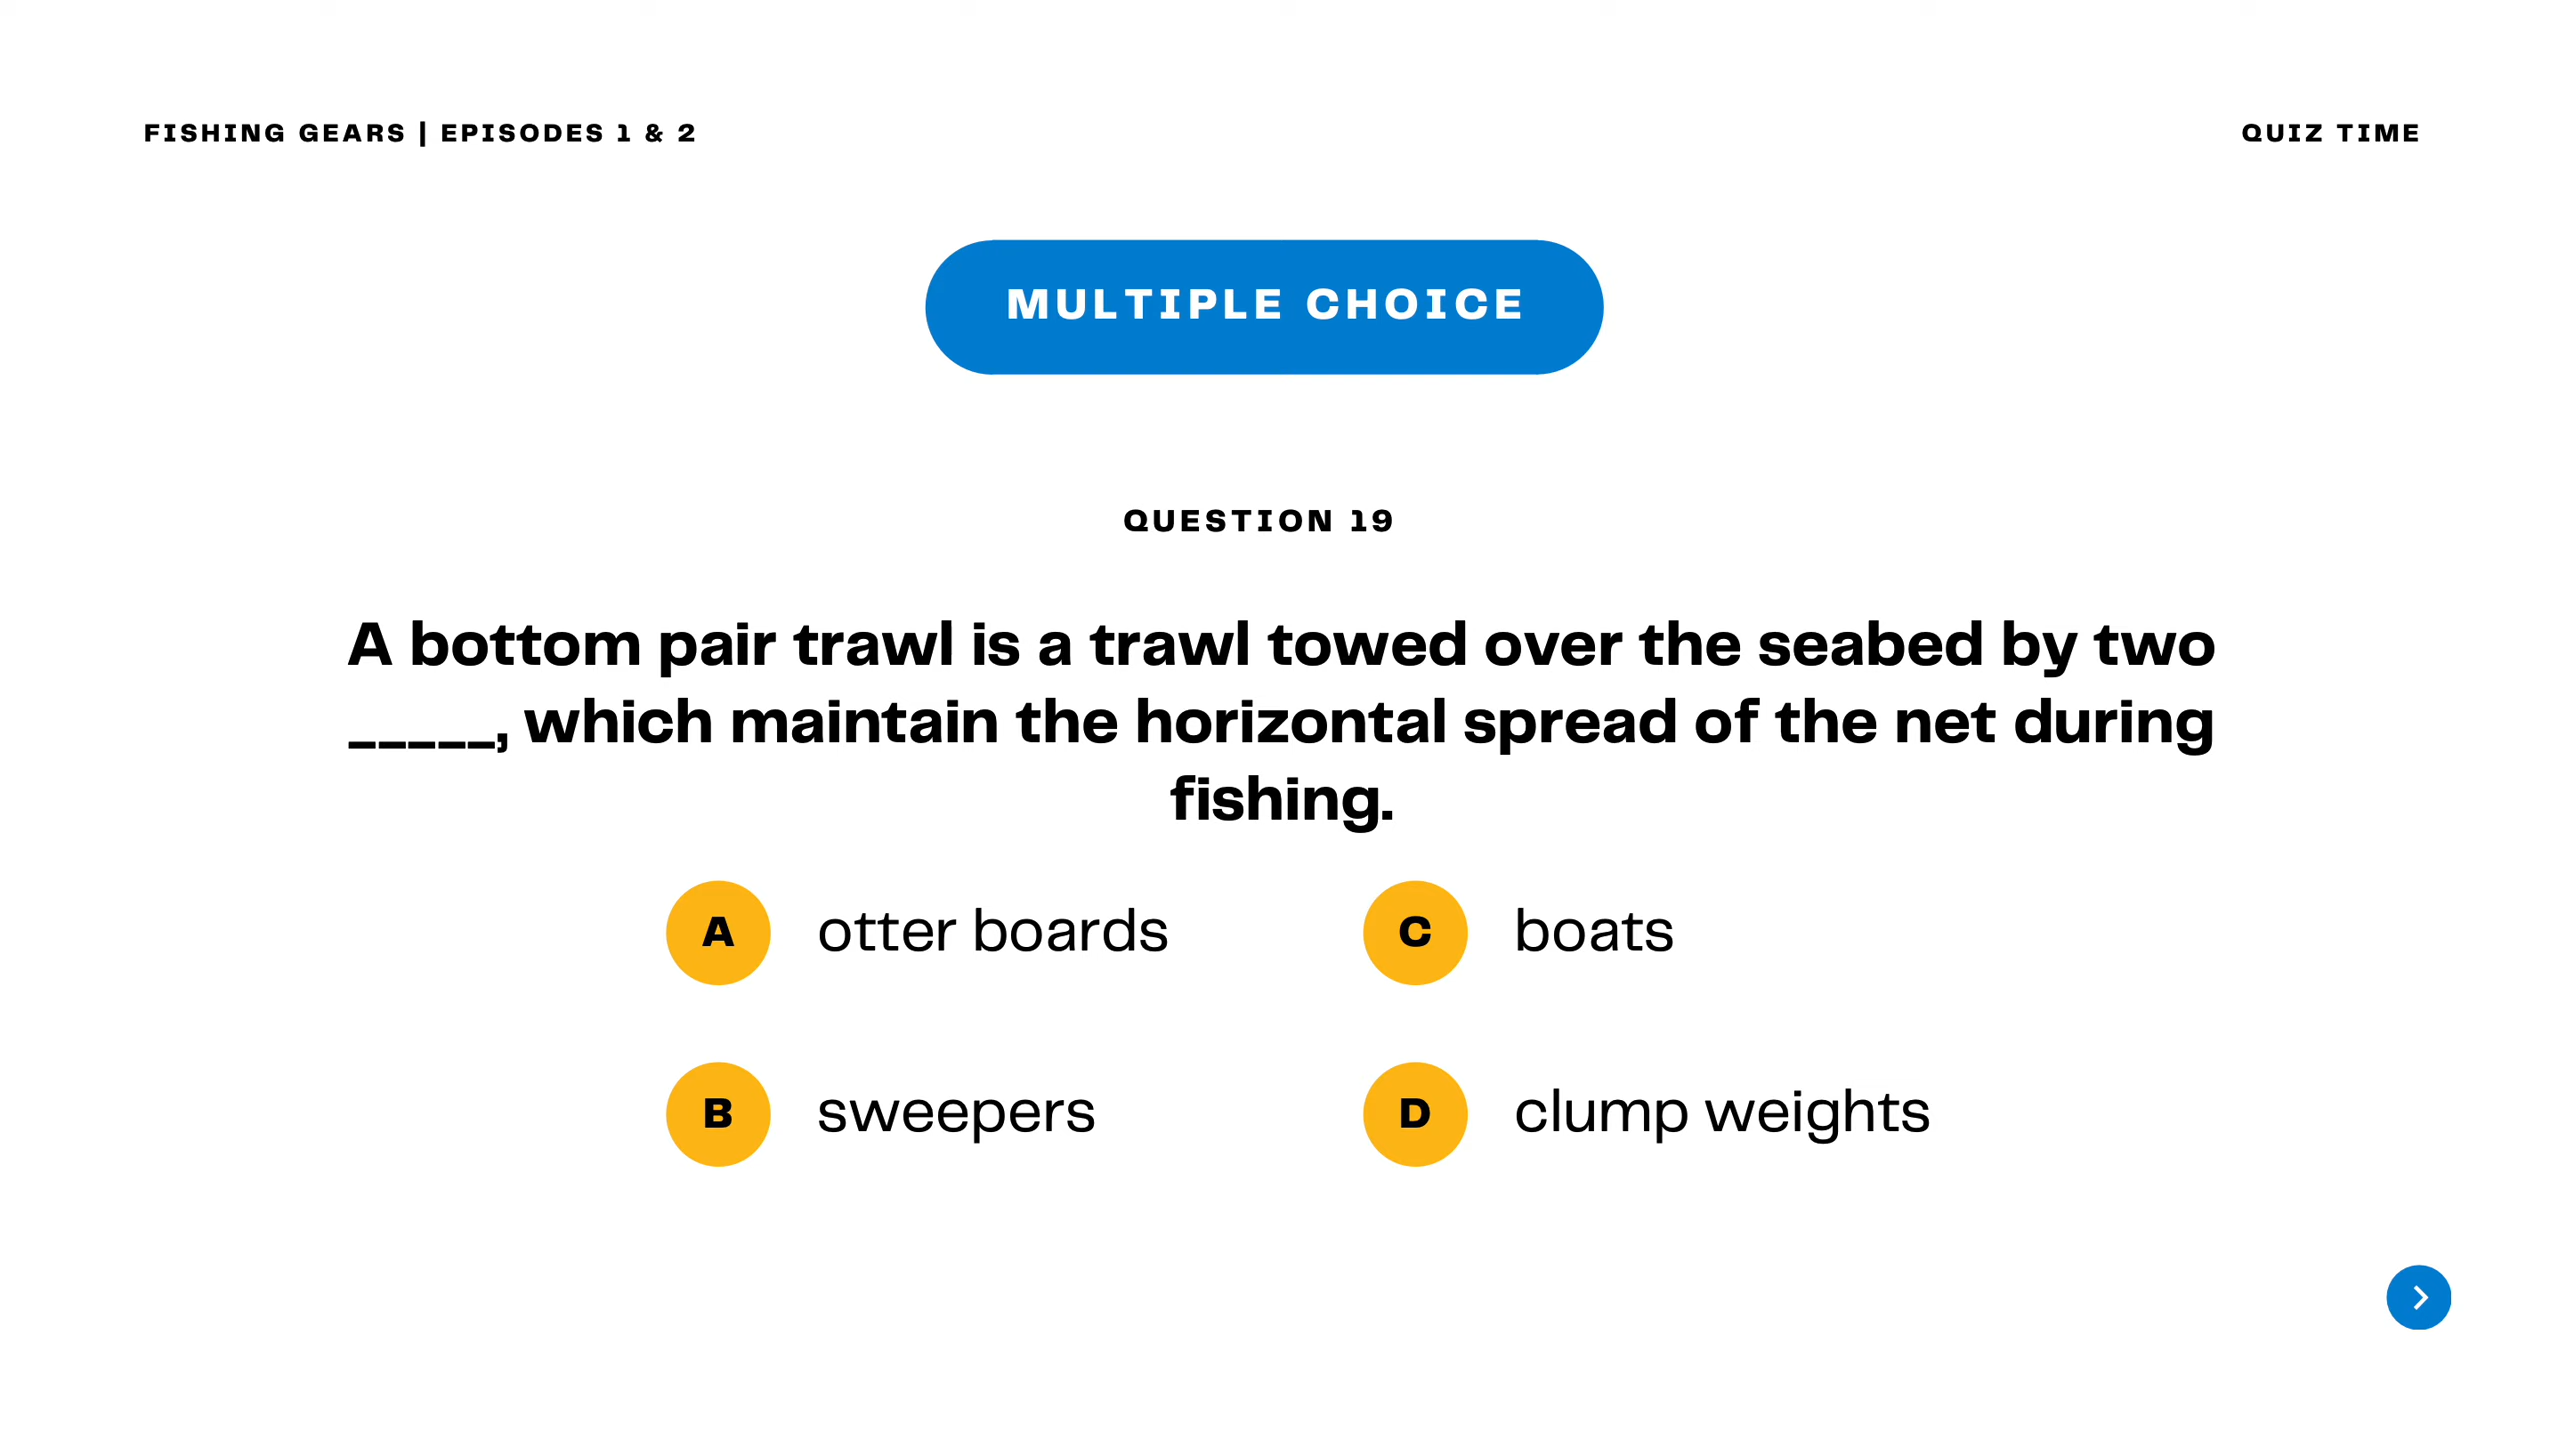 FISHING GEARS | EPISODES 1 & 2
QUIZ TIME
MULTIPLE CHOICE
QUESTION 19
A bottom pair trawl is a trawl towed over the seabed by two
_____, which maintain the horizontal spread of the net during
fishing.
A otter boards
C boats
B sweepers
D clump weights